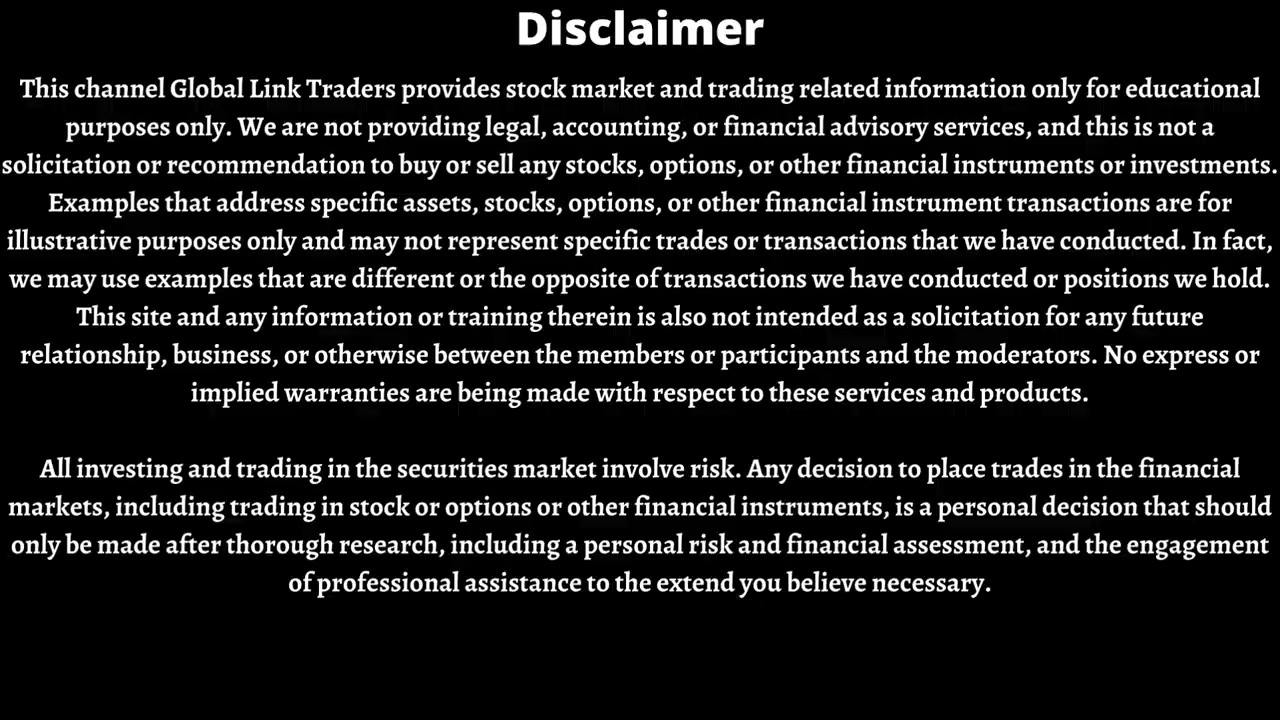 Disclaimer
This channel Global Link Traders provides stock market and trading related information only for educational
purposes only. We are not providing legal, accounting, or financial advisory services, and this is not a
solicitation or recommendation to buy or sell any stocks, options, or other financial instruments or investments.
Examples that address specific assets, stocks, options, or other financial instrument transactions are for
illustrative purposes only and may not represent specific trades or transactions that we have conducted. In fact,
we may use examples that are different or the opposite of transactions we have conducted or positions we hold.
This site and any information or training therein is also not intended as a solicitation for any future
relationship, business, or otherwise between the members or participants and the moderators. No express or
implied warranties are being made with respect to these services and products.
All investing and trading in the securities market involve risk. Any decision to place trades in the financial
markets, including trading in stock or options or other financial instruments, is a personal decision that should
only be made after thorough research, including a personal risk and financial assessment, and the engagement
of professional assistance to the extend you believe necessary.